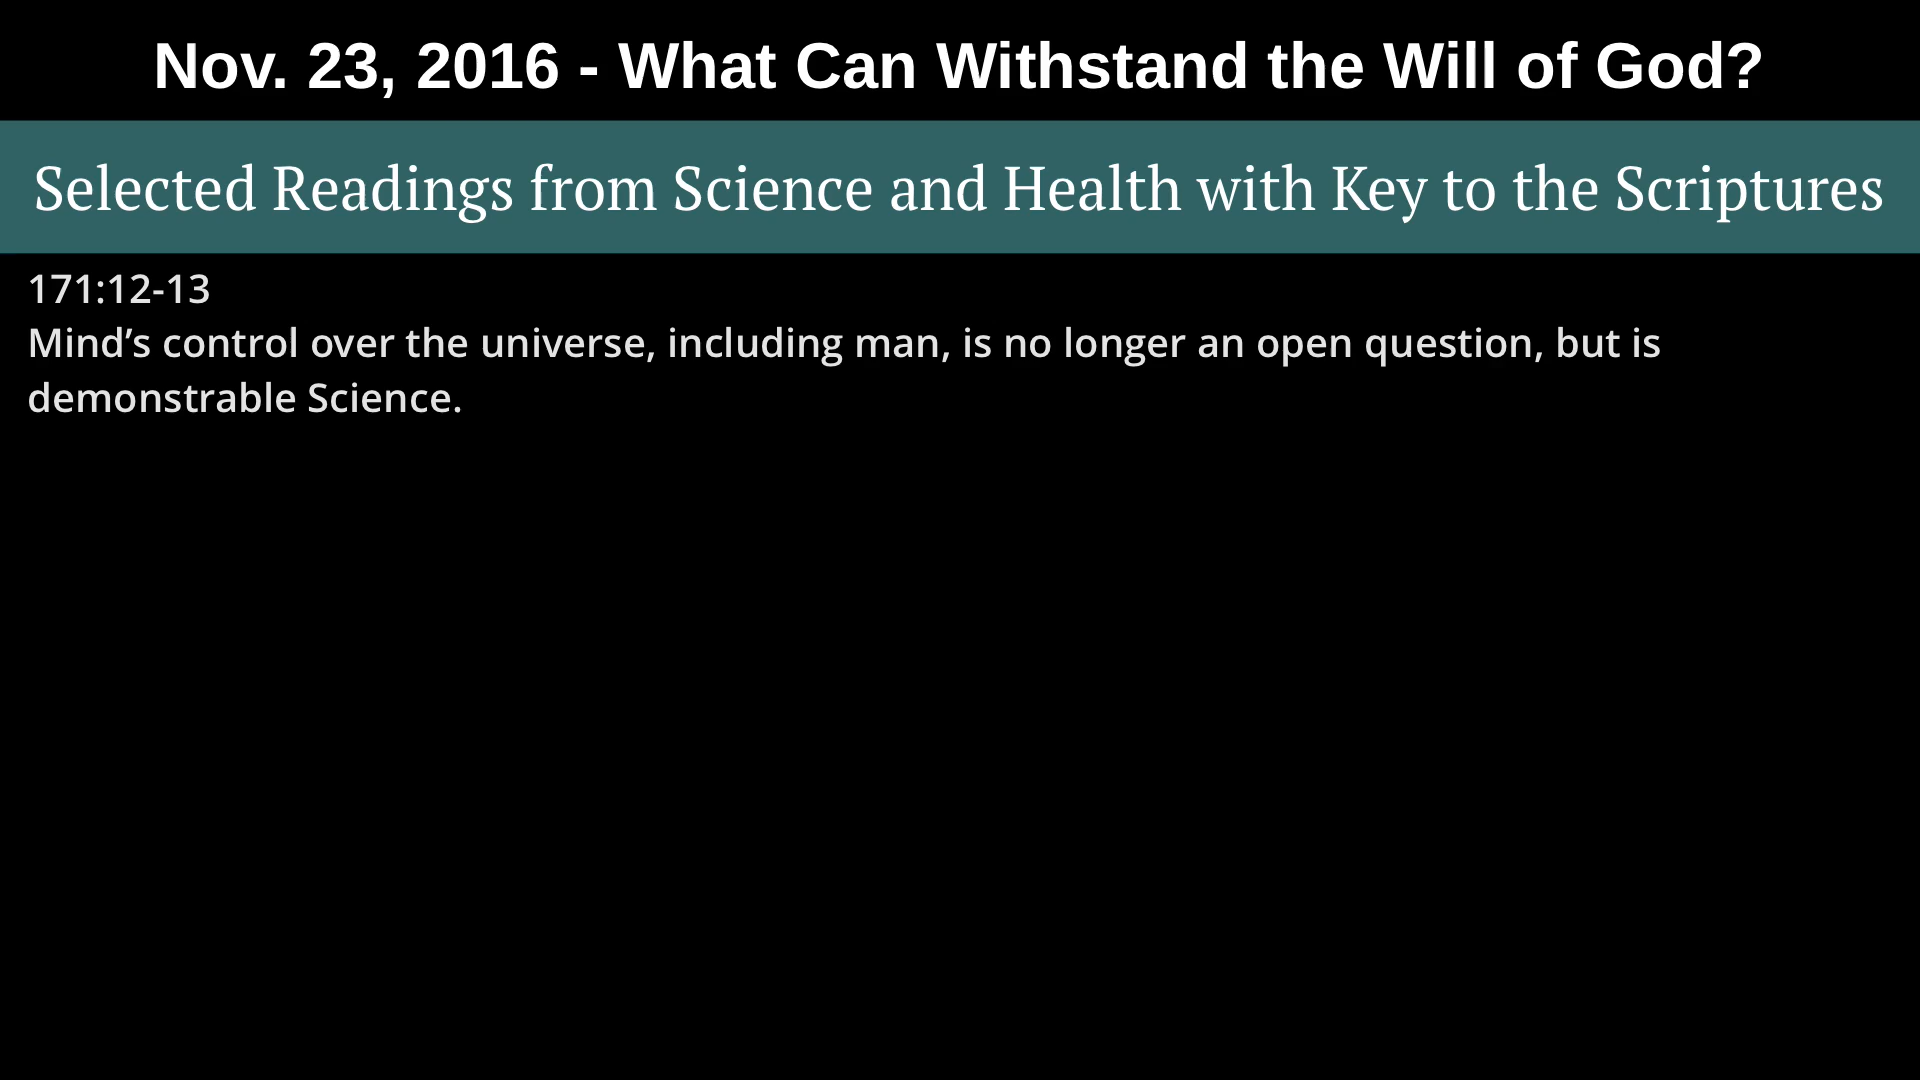 Nov. 23, 2016 - What Can Withstand the Will of God?
Selected Readings from Science and Health with Key to the Scriptures
171:12-13
Mind’s control over the universe, including man, is no longer an open question, but is
demonstrable Science.